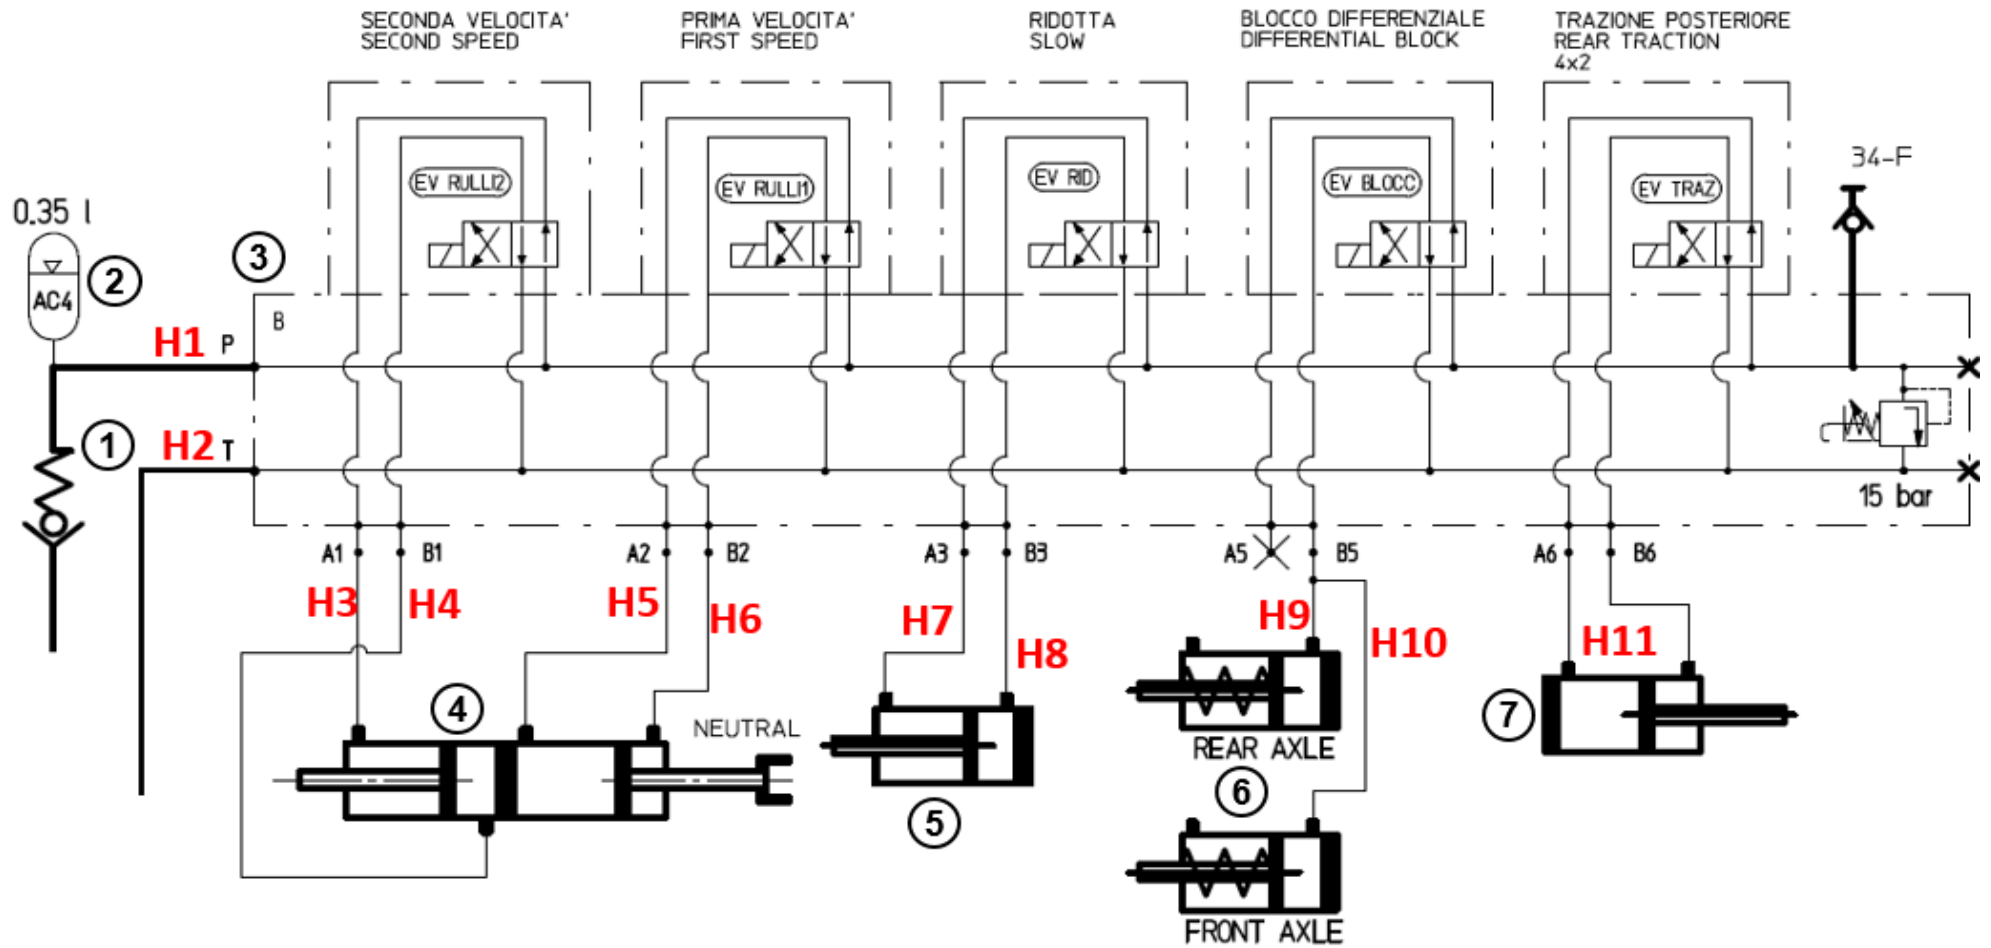 SECONDA VELOCITA'
SECOND SPEED
PRIMA VELOCITA'
FIRST SPEED
RIDOTTA
SLOW
BLOCCO DIFFERENZIALE
DIFFERENTIAL BLOCK
TRAZIONE POSTERIORE
REAR TRACTION
4x2
34-F
EV RULLI2
EV RULLI1
EV RID
EV BLOCC
EV TRAZ
0.35 l
AC4
2
3
B
H1 P
1
H2 T
15 bar
A1
B1
A2
B2
A3
B3
A5
B5
A6
B6
H3
H4
H5
H6
H7
H8
H9
H10
H11
4
NEUTRAL
5
REAR AXLE
6
FRONT AXLE
7